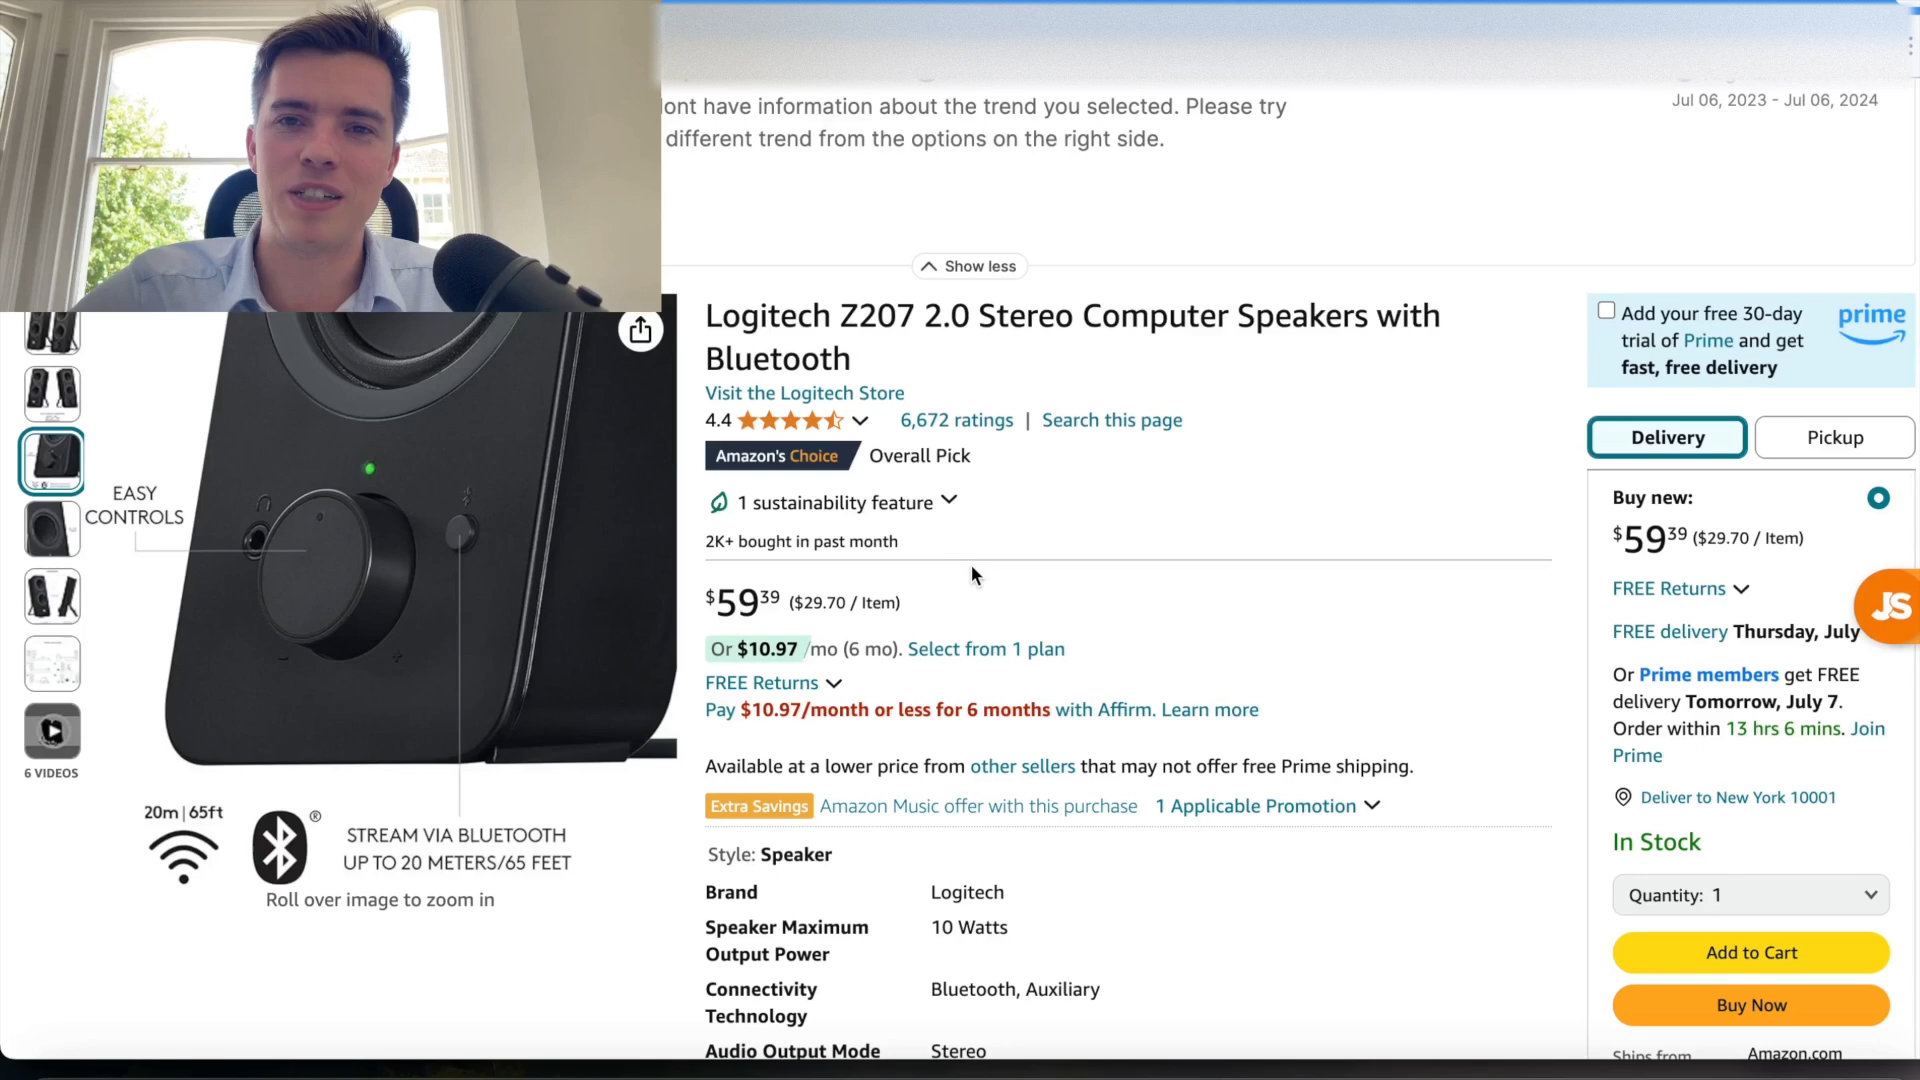 Jul 06, 2023 - Jul 06, 2024
dont have information about the trend you selected. Please try
different trend from the options on the right side.
Show less
EASY
CONTROLS
20m | 65ft
®
STREAM VIA BLUETOOTH
UP TO 20 METERS/65 FEET
Roll over image to zoom in
6 VIDEOS
Logitech Z207 2.0 Stereo Computer Speakers with
Bluetooth
Visit the Logitech Store
4.4
6,672 ratings | Search this page
Amazon's Choice Overall Pick
1 sustainability feature
2K+ bought in past month
$59 39 ($29.70 / Item)
Or $10.97 /mo (6 mo). Select from 1 plan
FREE Returns
Pay $10.97/month or less for 6 months with Affirm. Learn more
Available at a lower price from other sellers that may not offer free Prime shipping.
Extra Savings Amazon Music offer with this purchase 1 Applicable Promotion
Style: Speaker
Brand Logitech
Speaker Maximum
Output Power 10 Watts
Connectivity
Technology Bluetooth, Auxiliary
Audio Output Mode Stereo
Add your free 30-day
trial of Prime and get
fast, free delivery
prime
Delivery
Pickup
Buy new:
$59 39 ($29.70 / Item)
FREE Returns
JS
FREE delivery Thursday, July
Or Prime members get FREE
delivery Tomorrow, July 7.
Order within 13 hrs 6 mins. Join
Prime
Deliver to New York 10001
In Stock
Quantity: 1
Add to Cart
Buy Now
Ships from Amazon.com